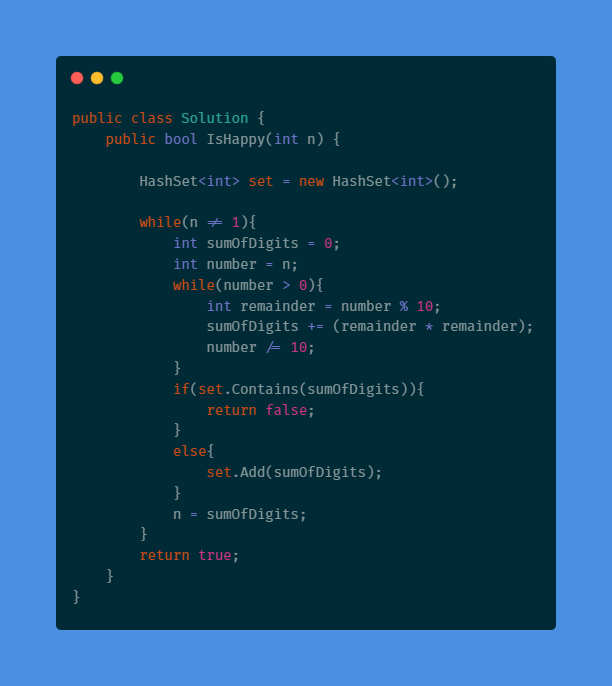 public class Solution {
    public bool IsHappy(int n) {
        HashSet<int> set = new HashSet<int>();
        while(n != 1){
            int sumOfDigits = 0;
            int number = n;
            while(number > 0){
                int remainder = number % 10;
                sumOfDigits += (remainder * remainder);
                number /= 10;
            }
            if(set.Contains(sumOfDigits)){
                return false;
            }
            else{
                set.Add(sumOfDigits);
            }
            n = sumOfDigits;
        }
        return true;
    }
}